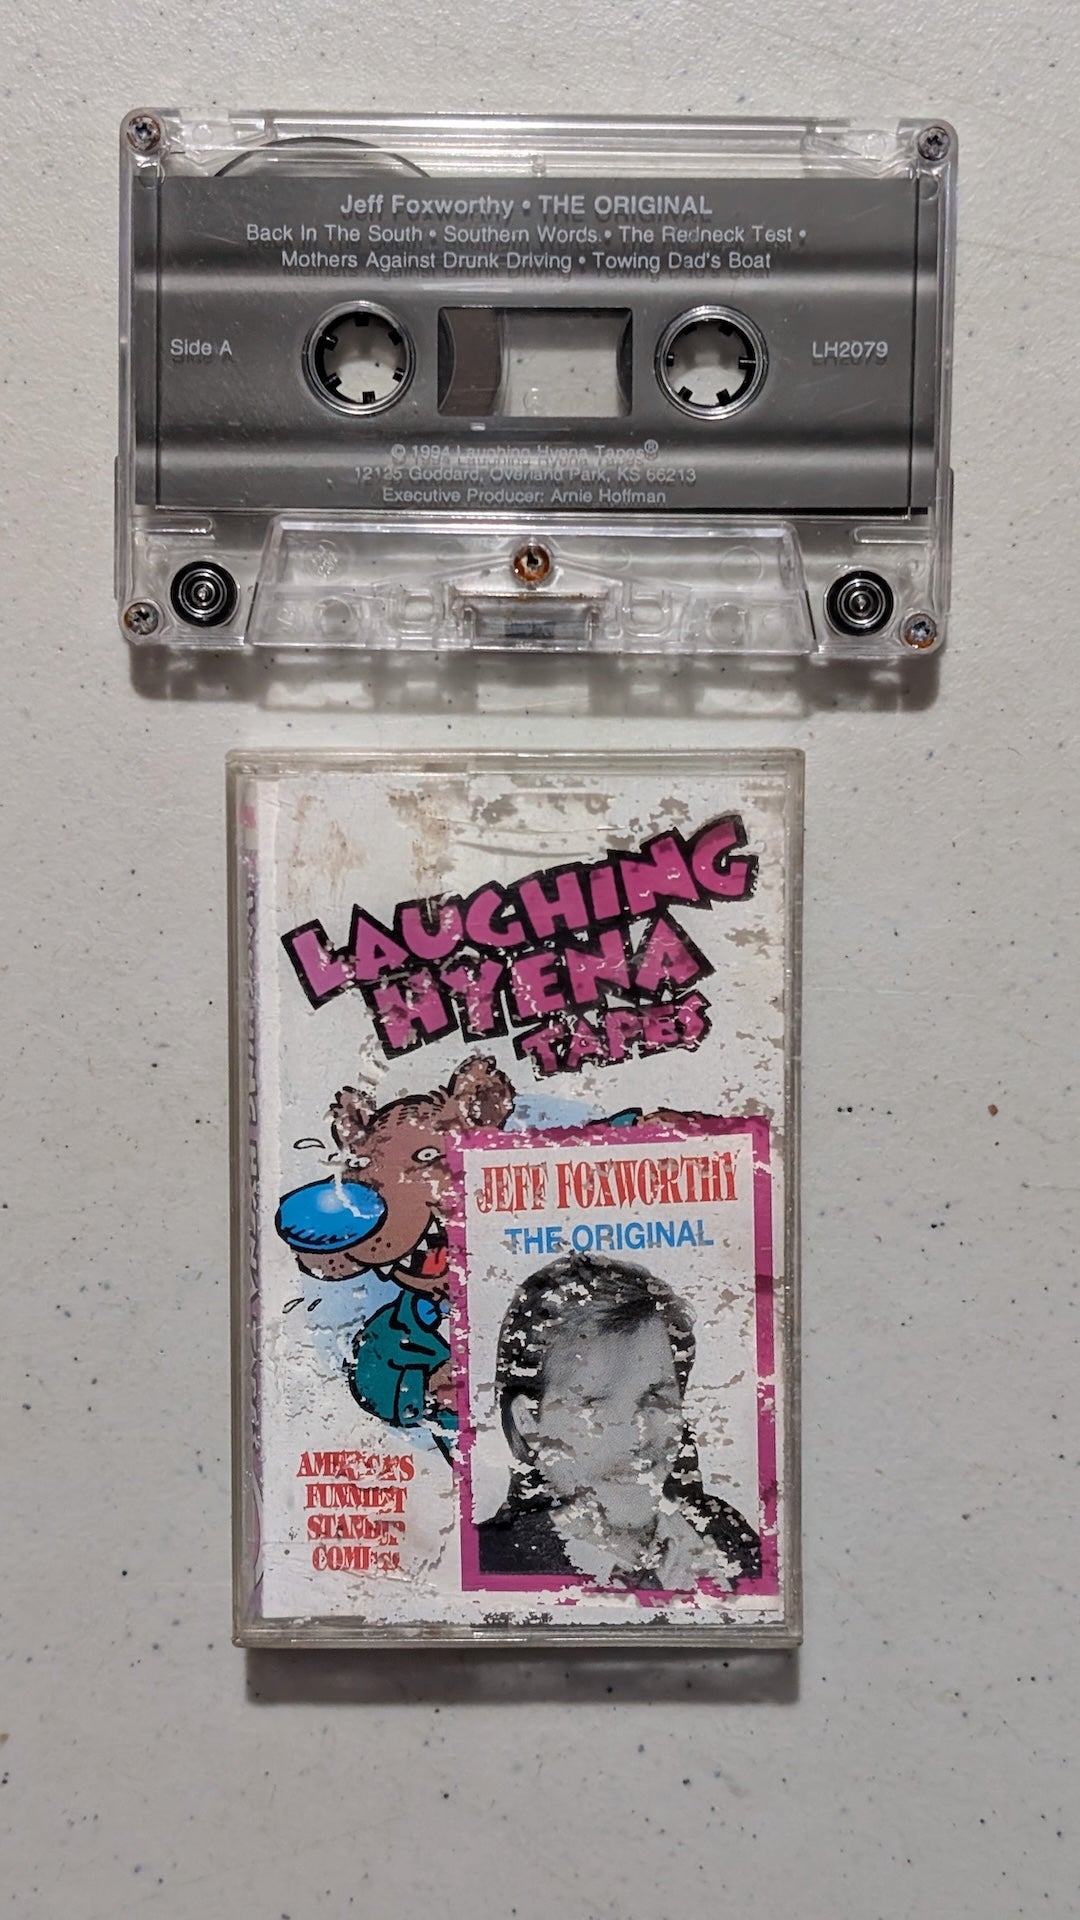 Jeff Foxworthy • THE ORIGINAL
Back In The South • Southern Words • The Redneck Test •
Mothers Against Drunk Driving • Towing Dad's Boat
Side A
LH2079
© 1994 Laughing Hyena Tapes®
12125 Goddard, Overland Park, KS 66213
Executive Producer: Arnie Hoffman
LAUGHING
HYENA
TAPES
JEFF FOXWORTHY
THE ORIGINAL
AMERICA'S
FUNNIEST
STANDUP